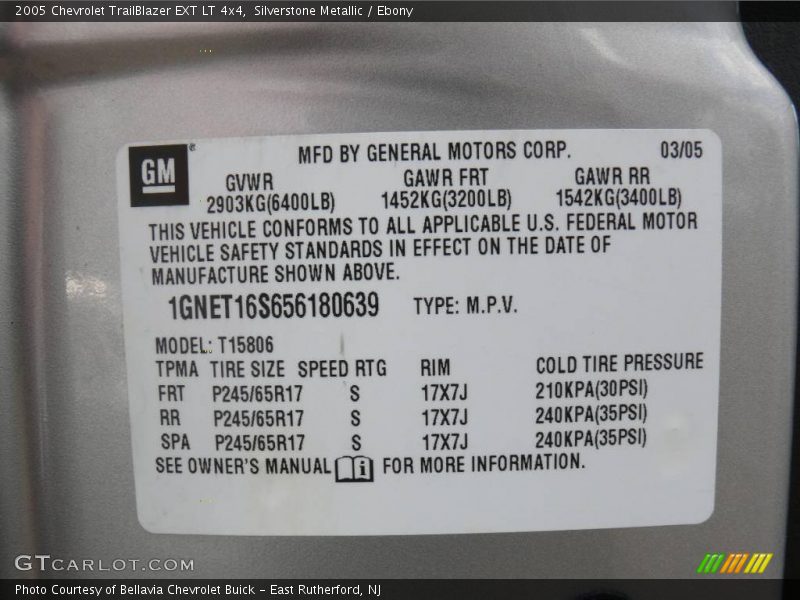 2005 Chevrolet TrailBlazer EXT LT 4x4, Silverstone Metallic / Ebony
GM®
MFD BY GENERAL MOTORS CORP. 03/05
GVWR GAWR FRT GAWR RR
2903KG(6400LB) 1452KG(3200LB) 1542KG(3400LB)
THIS VEHICLE CONFORMS TO ALL APPLICABLE U.S. FEDERAL MOTOR
VEHICLE SAFETY STANDARDS IN EFFECT ON THE DATE OF
MANUFACTURE SHOWN ABOVE.
1GNET16S656180639 TYPE: M.P.V.
MODEL: T15806
TPMA TIRE SIZE SPEED RTG RIM COLD TIRE PRESSURE
FRT P245/65R17 S 17X7J 210KPA(30PSI)
RR P245/65R17 S 17X7J 240KPA(35PSI)
SPA P245/65R17 S 17X7J 240KPA(35PSI)
SEE OWNER'S MANUAL i FOR MORE INFORMATION.
GTCARLOT.COM
Photo Courtesy of Bellavia Chevrolet Buick – East Rutherford, NJ